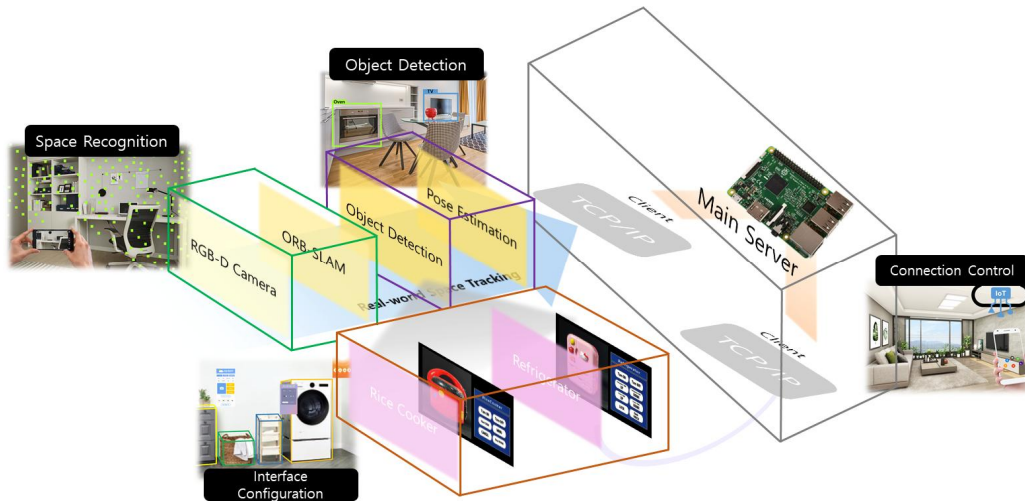 Object Detection
Oven
TV
Space Recognition
RGB-D Camera
ORB-SLAM
Object Detection
Pose Estimation
Real-world Space Tracking
Client
TCP/IP
Main Server
Client
TCP/IP
Connection Control
IoT
Rice Cooker
Refrigerator
Interface
Configuration